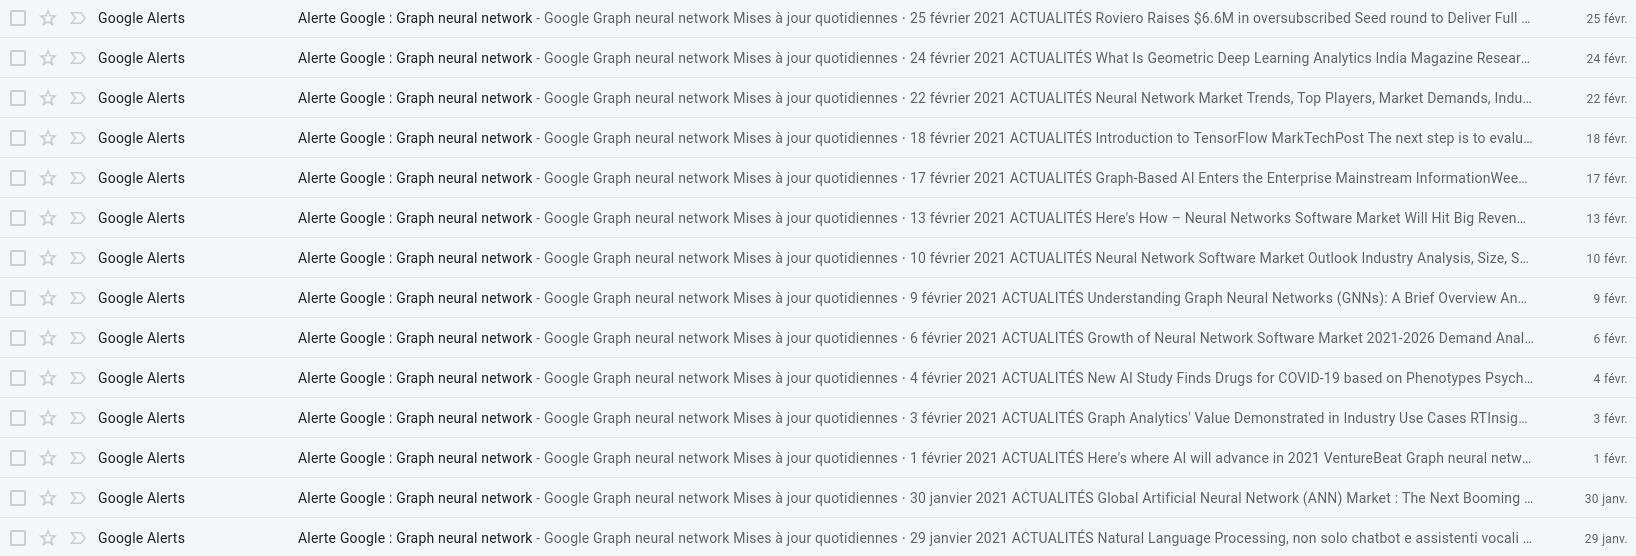 Google Alerts Alerte Google : Graph neural network - Google Graph neural network Mises à jour quotidiennes · 25 février 2021 ACTUALITÉS Roviero Raises $6.6M in oversubscribed Seed round to Deliver Full … 25 févr.
Google Alerts Alerte Google : Graph neural network - Google Graph neural network Mises à jour quotidiennes · 24 février 2021 ACTUALITÉS What Is Geometric Deep Learning Analytics India Magazine Resear… 24 févr.
Google Alerts Alerte Google : Graph neural network - Google Graph neural network Mises à jour quotidiennes · 22 février 2021 ACTUALITÉS Neural Network Market Trends, Top Players, Market Demands, Indu… 22 févr.
Google Alerts Alerte Google : Graph neural network - Google Graph neural network Mises à jour quotidiennes · 18 février 2021 ACTUALITÉS Introduction to TensorFlow MarkTechPost The next step is to evalu… 18 févr.
Google Alerts Alerte Google : Graph neural network - Google Graph neural network Mises à jour quotidiennes · 17 février 2021 ACTUALITÉS Graph-Based AI Enters the Enterprise Mainstream InformationWee… 17 févr.
Google Alerts Alerte Google : Graph neural network - Google Graph neural network Mises à jour quotidiennes · 13 février 2021 ACTUALITÉS Here's How – Neural Networks Software Market Will Hit Big Reven… 13 févr.
Google Alerts Alerte Google : Graph neural network - Google Graph neural network Mises à jour quotidiennes · 10 février 2021 ACTUALITÉS Neural Network Software Market Outlook Industry Analysis, Size, S… 10 févr.
Google Alerts Alerte Google : Graph neural network - Google Graph neural network Mises à jour quotidiennes · 9 février 2021 ACTUALITÉS Understanding Graph Neural Networks (GNNs): A Brief Overview An… 9 févr.
Google Alerts Alerte Google : Graph neural network - Google Graph neural network Mises à jour quotidiennes · 6 février 2021 ACTUALITÉS Growth of Neural Network Software Market 2021-2026 Demand Anal… 6 févr.
Google Alerts Alerte Google : Graph neural network - Google Graph neural network Mises à jour quotidiennes · 4 février 2021 ACTUALITÉS New AI Study Finds Drugs for COVID-19 based on Phenotypes Psych… 4 févr.
Google Alerts Alerte Google : Graph neural network - Google Graph neural network Mises à jour quotidiennes · 3 février 2021 ACTUALITÉS Graph Analytics' Value Demonstrated in Industry Use Cases RTInsig… 3 févr.
Google Alerts Alerte Google : Graph neural network - Google Graph neural network Mises à jour quotidiennes · 1 février 2021 ACTUALITÉS Here's where AI will advance in 2021 VentureBeat Graph neural netw… 1 févr.
Google Alerts Alerte Google : Graph neural network - Google Graph neural network Mises à jour quotidiennes · 30 janvier 2021 ACTUALITÉS Global Artificial Neural Network (ANN) Market : The Next Booming … 30 janv.
Google Alerts Alerte Google : Graph neural network - Google Graph neural network Mises à jour quotidiennes · 29 janvier 2021 ACTUALITÉS Natural Language Processing, non solo chatbot e assistenti vocali … 29 janv.